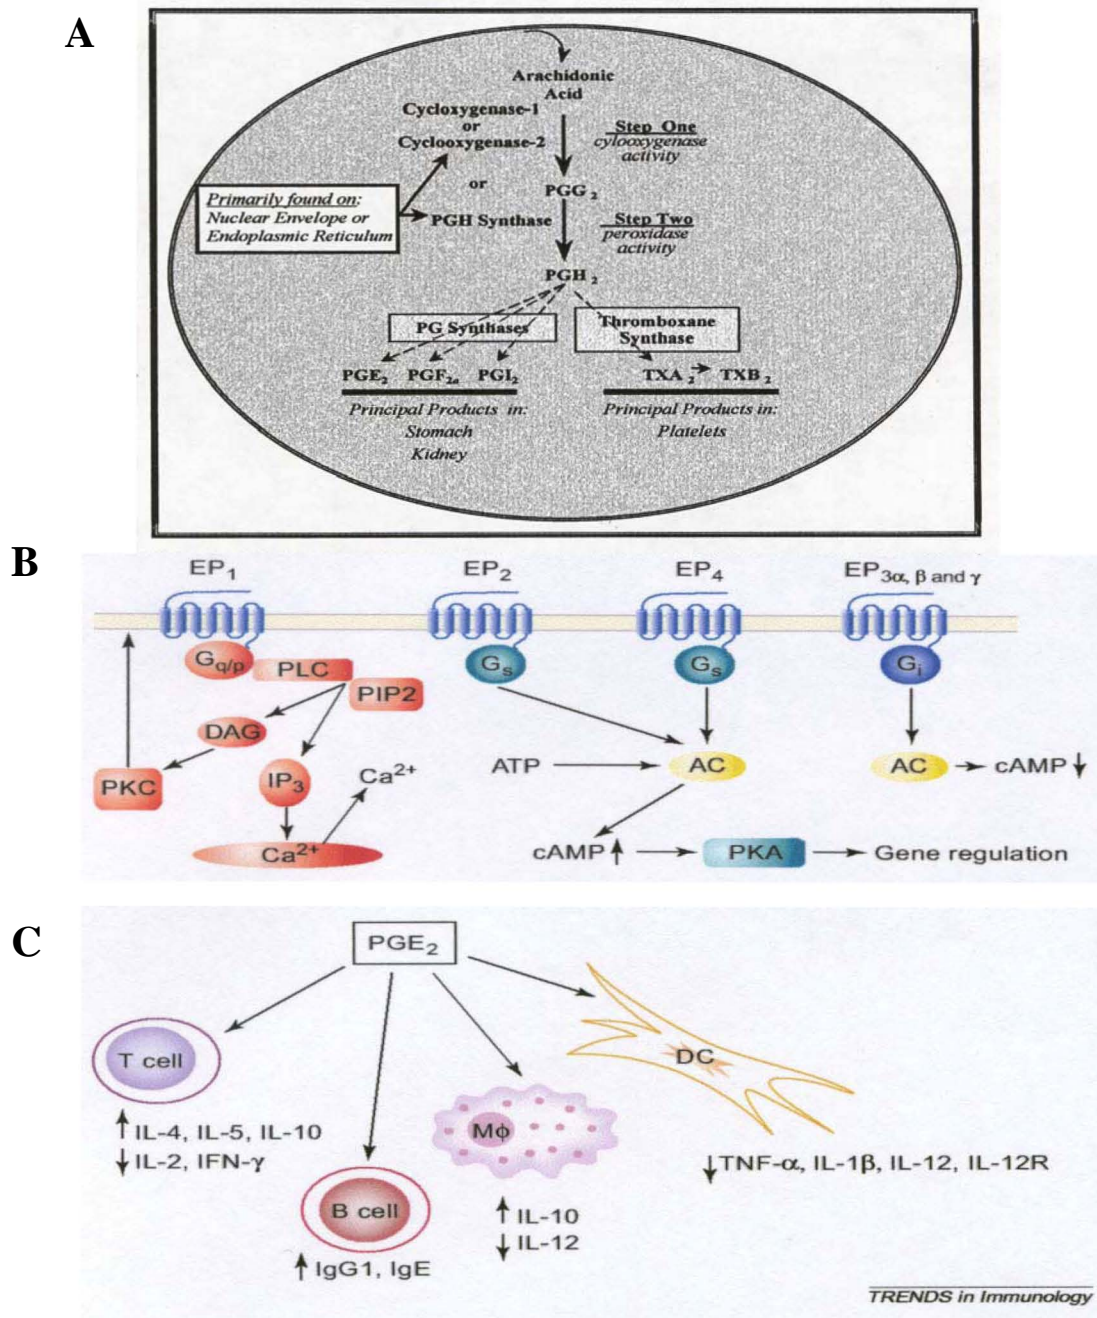 A
Arachidonic
Acid
Cycloxygenase-1
or
Cyclooxygenase-2
Step One
cylooxygenase
activity
or
PGG2
Primarily found on:
Nuclear Envelope or
Endoplasmic Reticulum
PGH Synthase
Step Two
peroxidase
activity
PGH2
PG Synthases
Thromboxane
Synthase
PGE2 PGF2α PGI2
TXA2 TXB2
Principal Products in:
Stomach
Kidney
Principal Products in:
Platelets
B
EP1
EP2
EP4
EP3α, β and γ
Gq/p
PLC
PIP2
Gs
Gs
Gi
DAG
PKC
IP3
Ca2+
Ca2+
ATP
AC
AC
cAMP
cAMP
PKA
Gene regulation
C
PGE2
T cell
IL-4, IL-5, IL-10
IL-2, IFN-γ
B cell
IgG1, IgE
Mϕ
IL-10
IL-12
DC
TNF-α, IL-1β, IL-12, IL-12R
TRENDS in Immunology